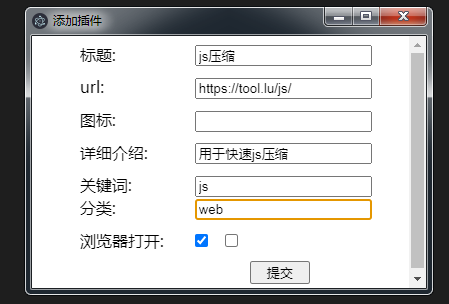 添加插件
标题: js压缩
url: https://tool.lu/js/
图标:
详细介绍: 用于快速js压缩
关键词: js
分类: web
浏览器打开:
提交